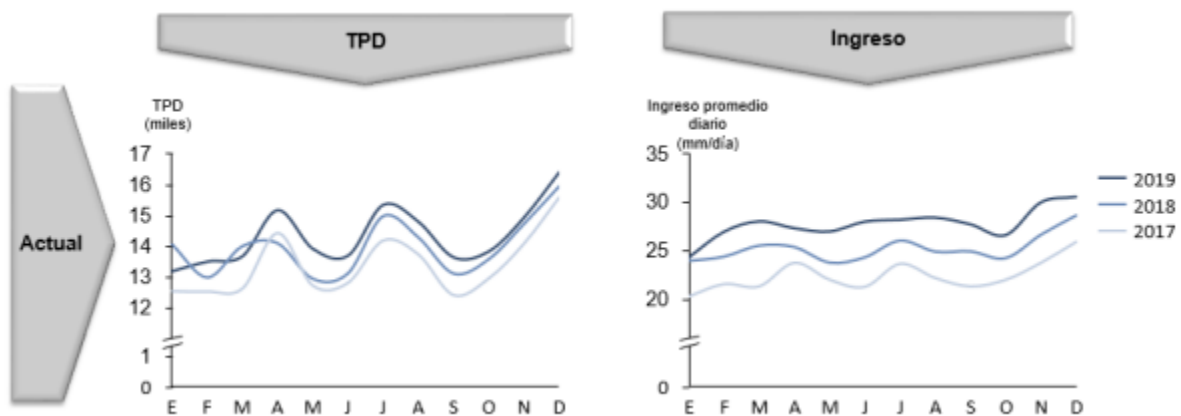 TPD
Ingreso
Actual
TPD
(miles)
17
16
15
14
13
12
1
0
E F M A M J J A S O N D
Ingreso promedio
diario
(mm/día)
35
30
25
20
0
E F M A M J J A S O N D
2019
2018
2017